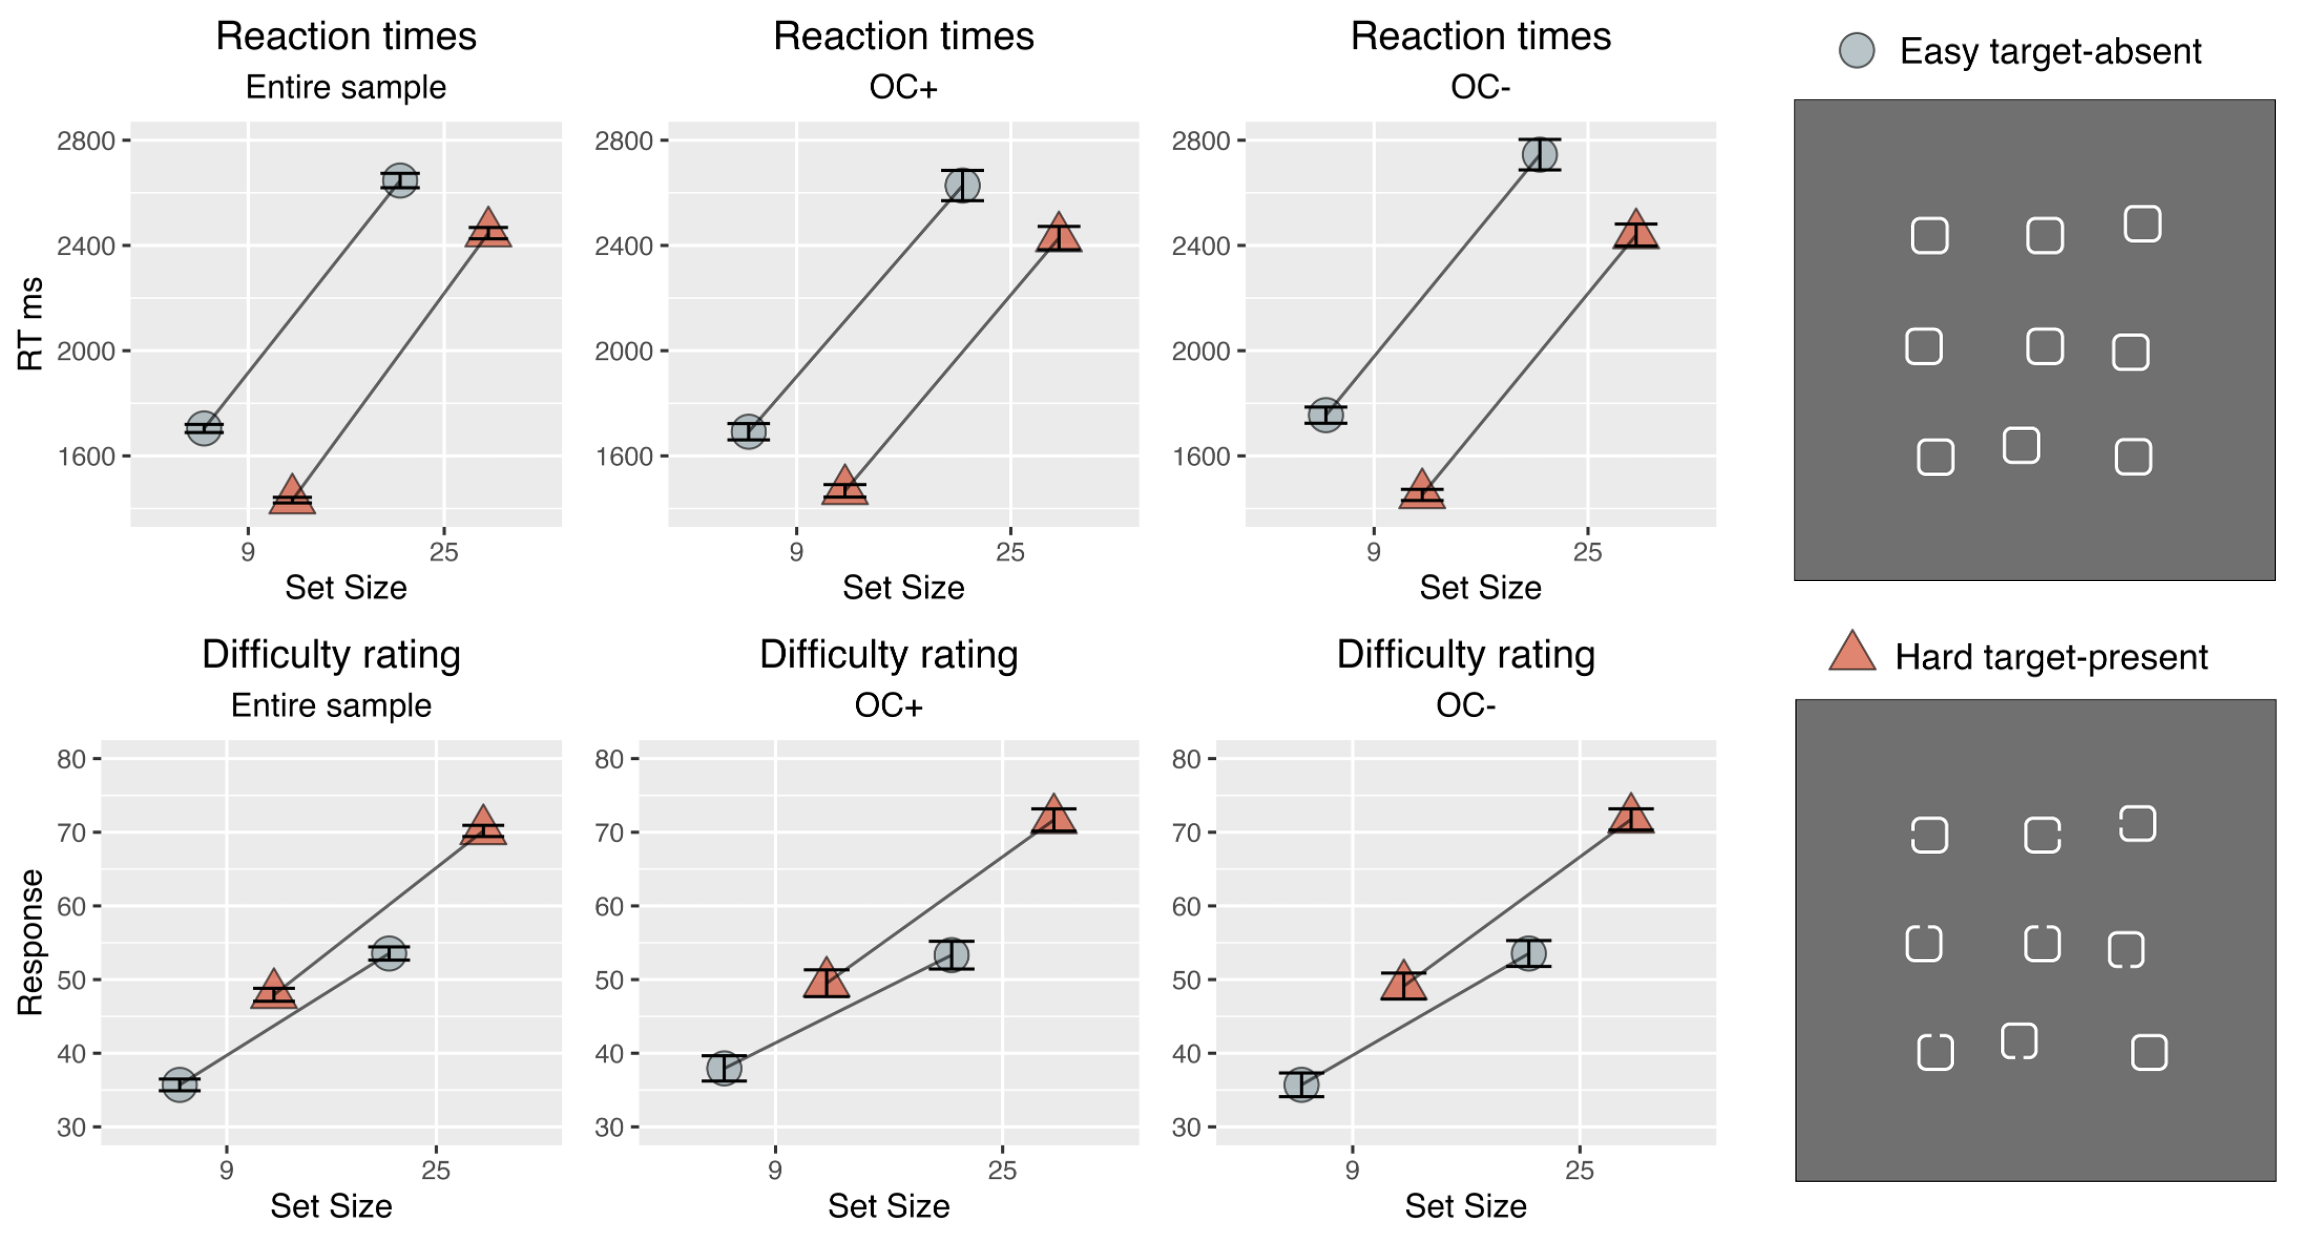 Reaction times
Entire sample
2800
2400
2000
1600
RT ms
9 25
Set Size
Reaction times
OC+
2800
2400
2000
1600
9 25
Set Size
Reaction times
OC-
2800
2400
2000
1600
9 25
Set Size
Easy target-absent
Difficulty rating
Entire sample
80
70
60
50
40
30
Response
9 25
Set Size
Difficulty rating
OC+
80
70
60
50
40
30
9 25
Set Size
Difficulty rating
OC-
80
70
60
50
40
30
9 25
Set Size
Hard target-present